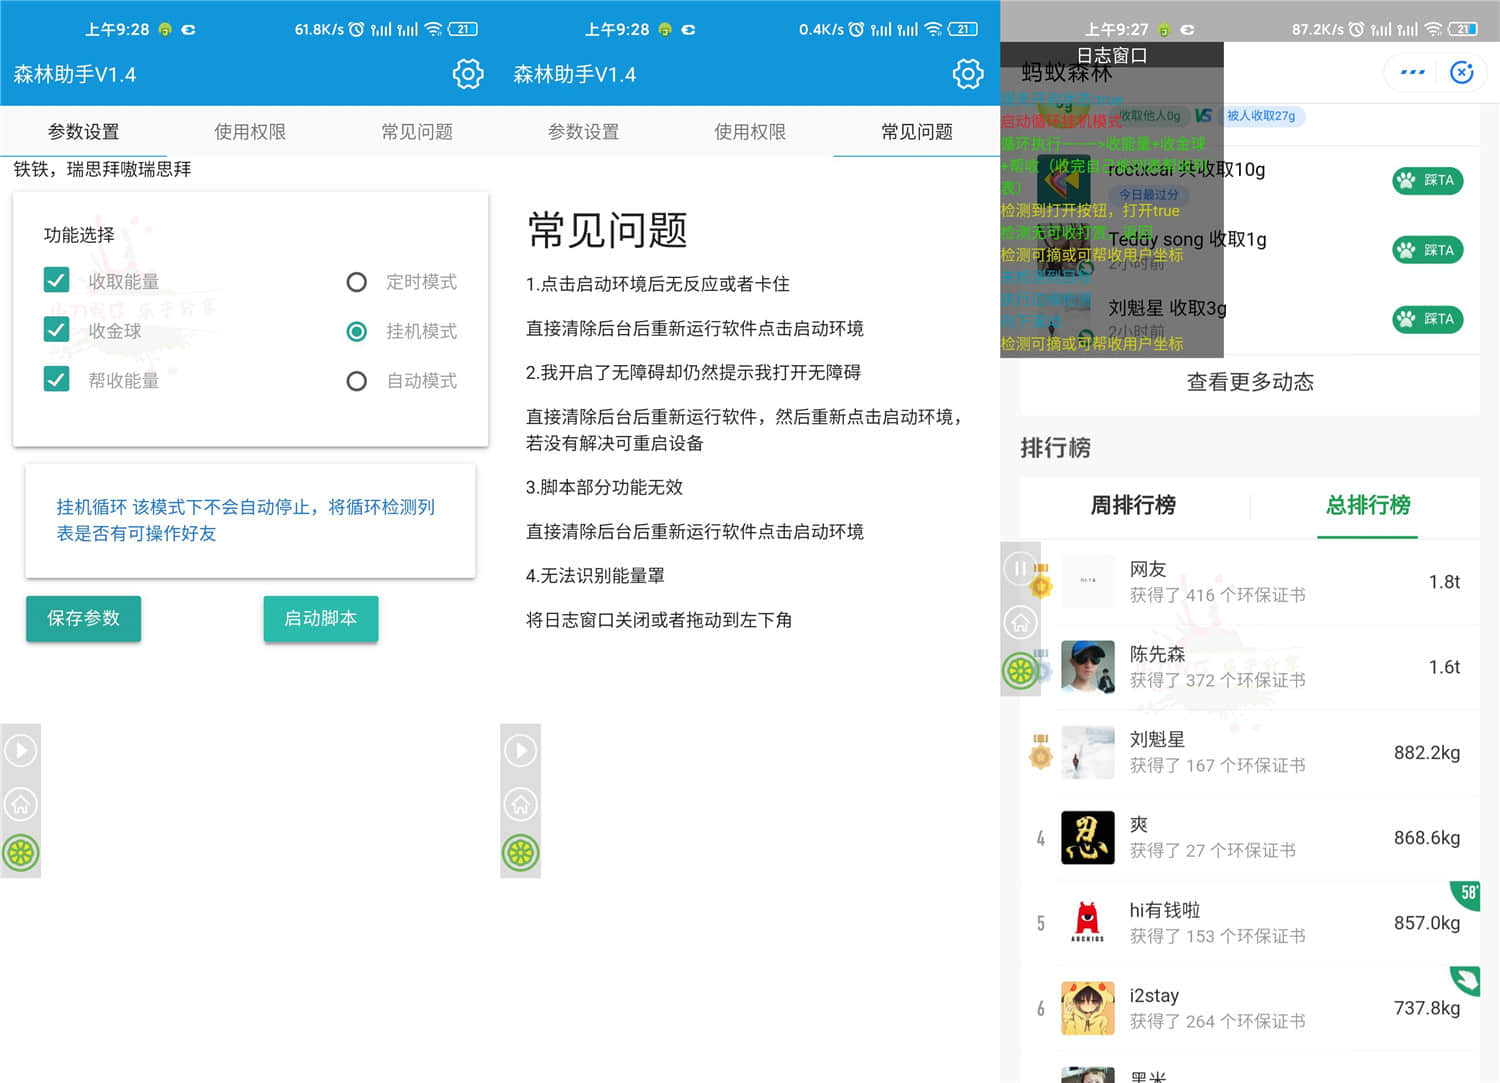 上午9:28
61.8K/s
21
森林助手V1.4
参数设置
使用权限
常见问题
铁铁，瑞思拜嗷瑞思拜
功能选择
收取能量
定时模式
收金球
挂机模式
帮收能量
自动模式
挂机循环 该模式下不会自动停止，将循环检测列
表是否有可操作好友
保存参数
启动脚本
上午9:28
0.4K/s
21
森林助手V1.4
参数设置
使用权限
常见问题
常见问题
1.点击启动环境后无反应或者卡住
直接清除后台后重新运行软件点击启动环境
2.我开启了无障碍却仍然提示我打开无障碍
直接清除后台后重新运行软件，然后重新点击启动环境，
若没有解决可重启设备
3.脚本部分功能无效
直接清除后台后重新运行软件点击启动环境
4.无法识别能量罩
将日志窗口关闭或者拖动到左下角
上午9:27
87.2K/s
21
日志窗口
蚂蚁森林
收取他人0g
VS
被人收取27g
启动循环挂机模式
循环执行---->收能量+收金球
共收取10g
踩TA
今日最过分
检测到打开按钮，打开true
Teddy song 收取1g
踩TA
检测可摘或可帮收用户坐标
2小时前
刘魁星 收取3g
踩TA
2小时前
检测可摘或可帮收用户坐标
查看更多动态
排行榜
周排行榜
总排行榜
网友
获得了 416 个环保证书
1.8t
陈先森
获得了 372 个环保证书
1.6t
刘魁星
获得了 167 个环保证书
882.2kg
4
忍
爽
获得了 27 个环保证书
868.6kg
58'
5
ABCKIDS
hi有钱啦
获得了 153 个环保证书
857.0kg
6
i2stay
获得了 264 个环保证书
737.8kg
黑米